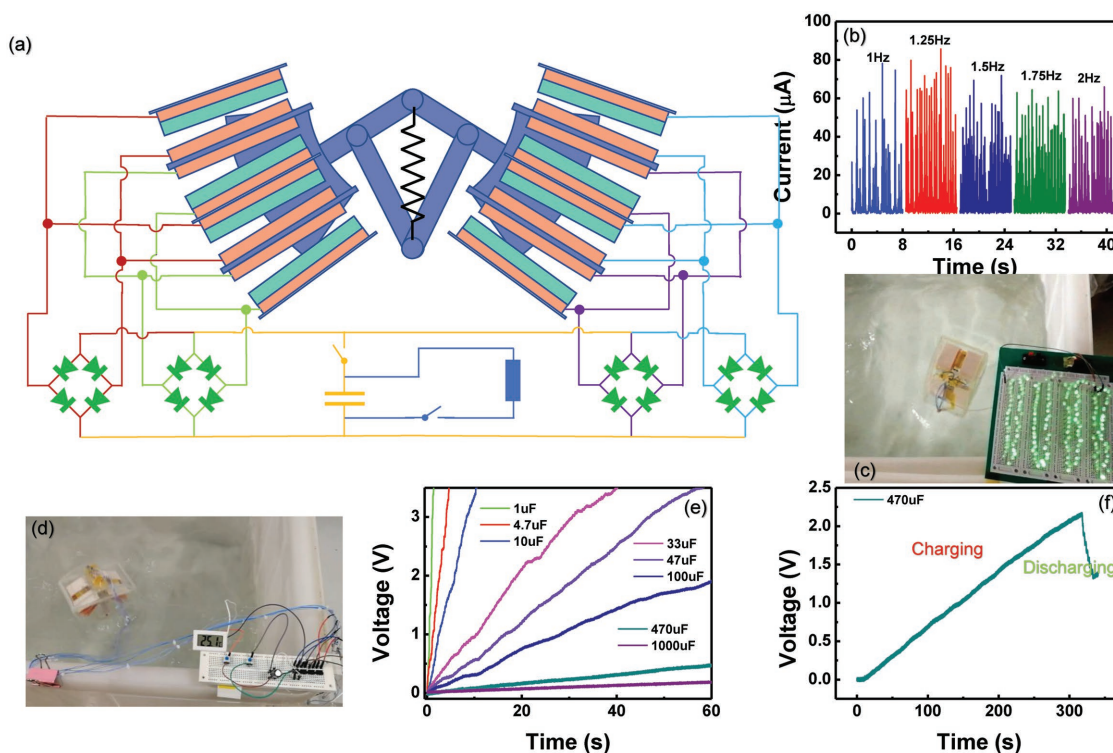 (a)
(b)
Current (μA)
100
80
60
40
20
0
1Hz
1.25Hz
1.5Hz
1.75Hz
2Hz
0
8
16
24
32
40
Time (s)
(c)
(d)
25.1
(e)
Voltage (V)
3
2
1
0
1uF
4.7uF
10uF
33uF
47uF
100uF
470uF
1000uF
0
20
40
60
Time (s)
(f)
Voltage (V)
2.5
2.0
1.5
1.0
0.5
0.0
470uF
Charging
Discharging
0
100
200
300
Time (s)